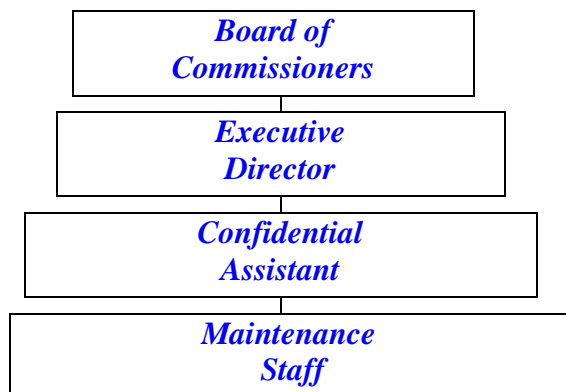 Board of
Commissioners
Executive
Director
Confidential
Assistant
Maintenance
Staff